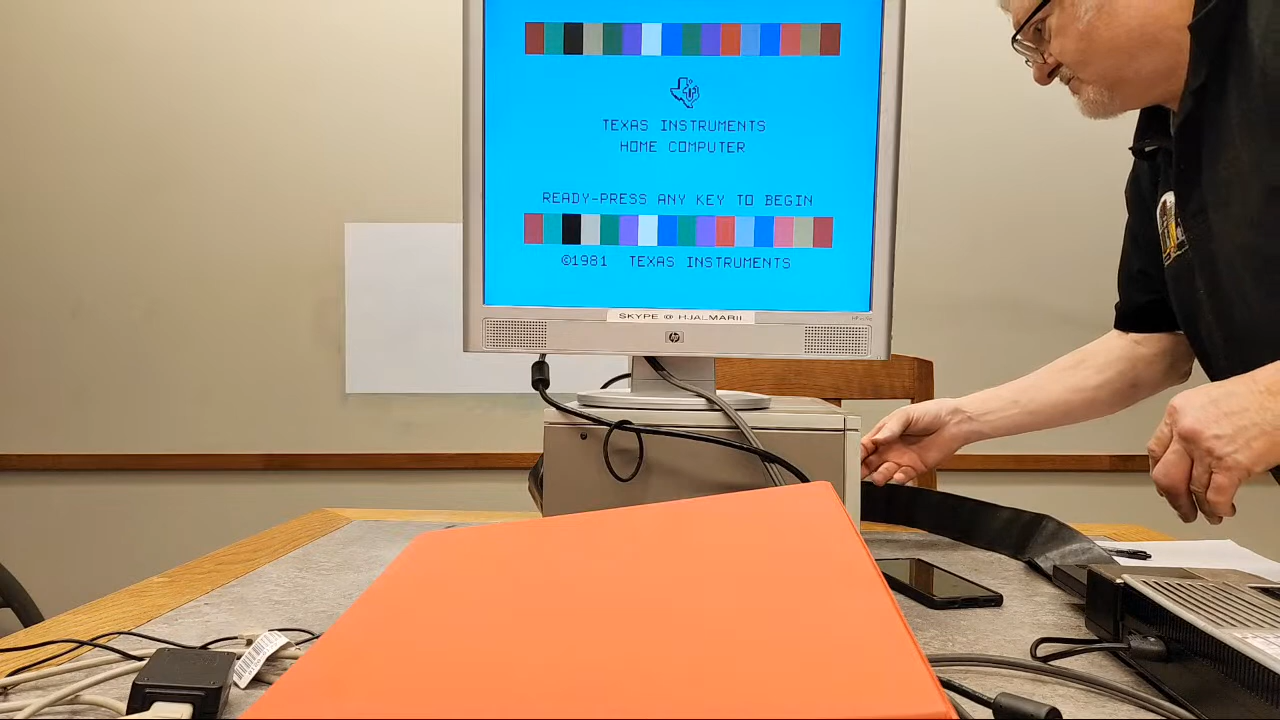 TEXAS INSTRUMENTS
HOME COMPUTER
READY-PRESS ANY KEY TO BEGIN
©1981 TEXAS INSTRUMENTS
SKYPE @ HJALMARII
hp